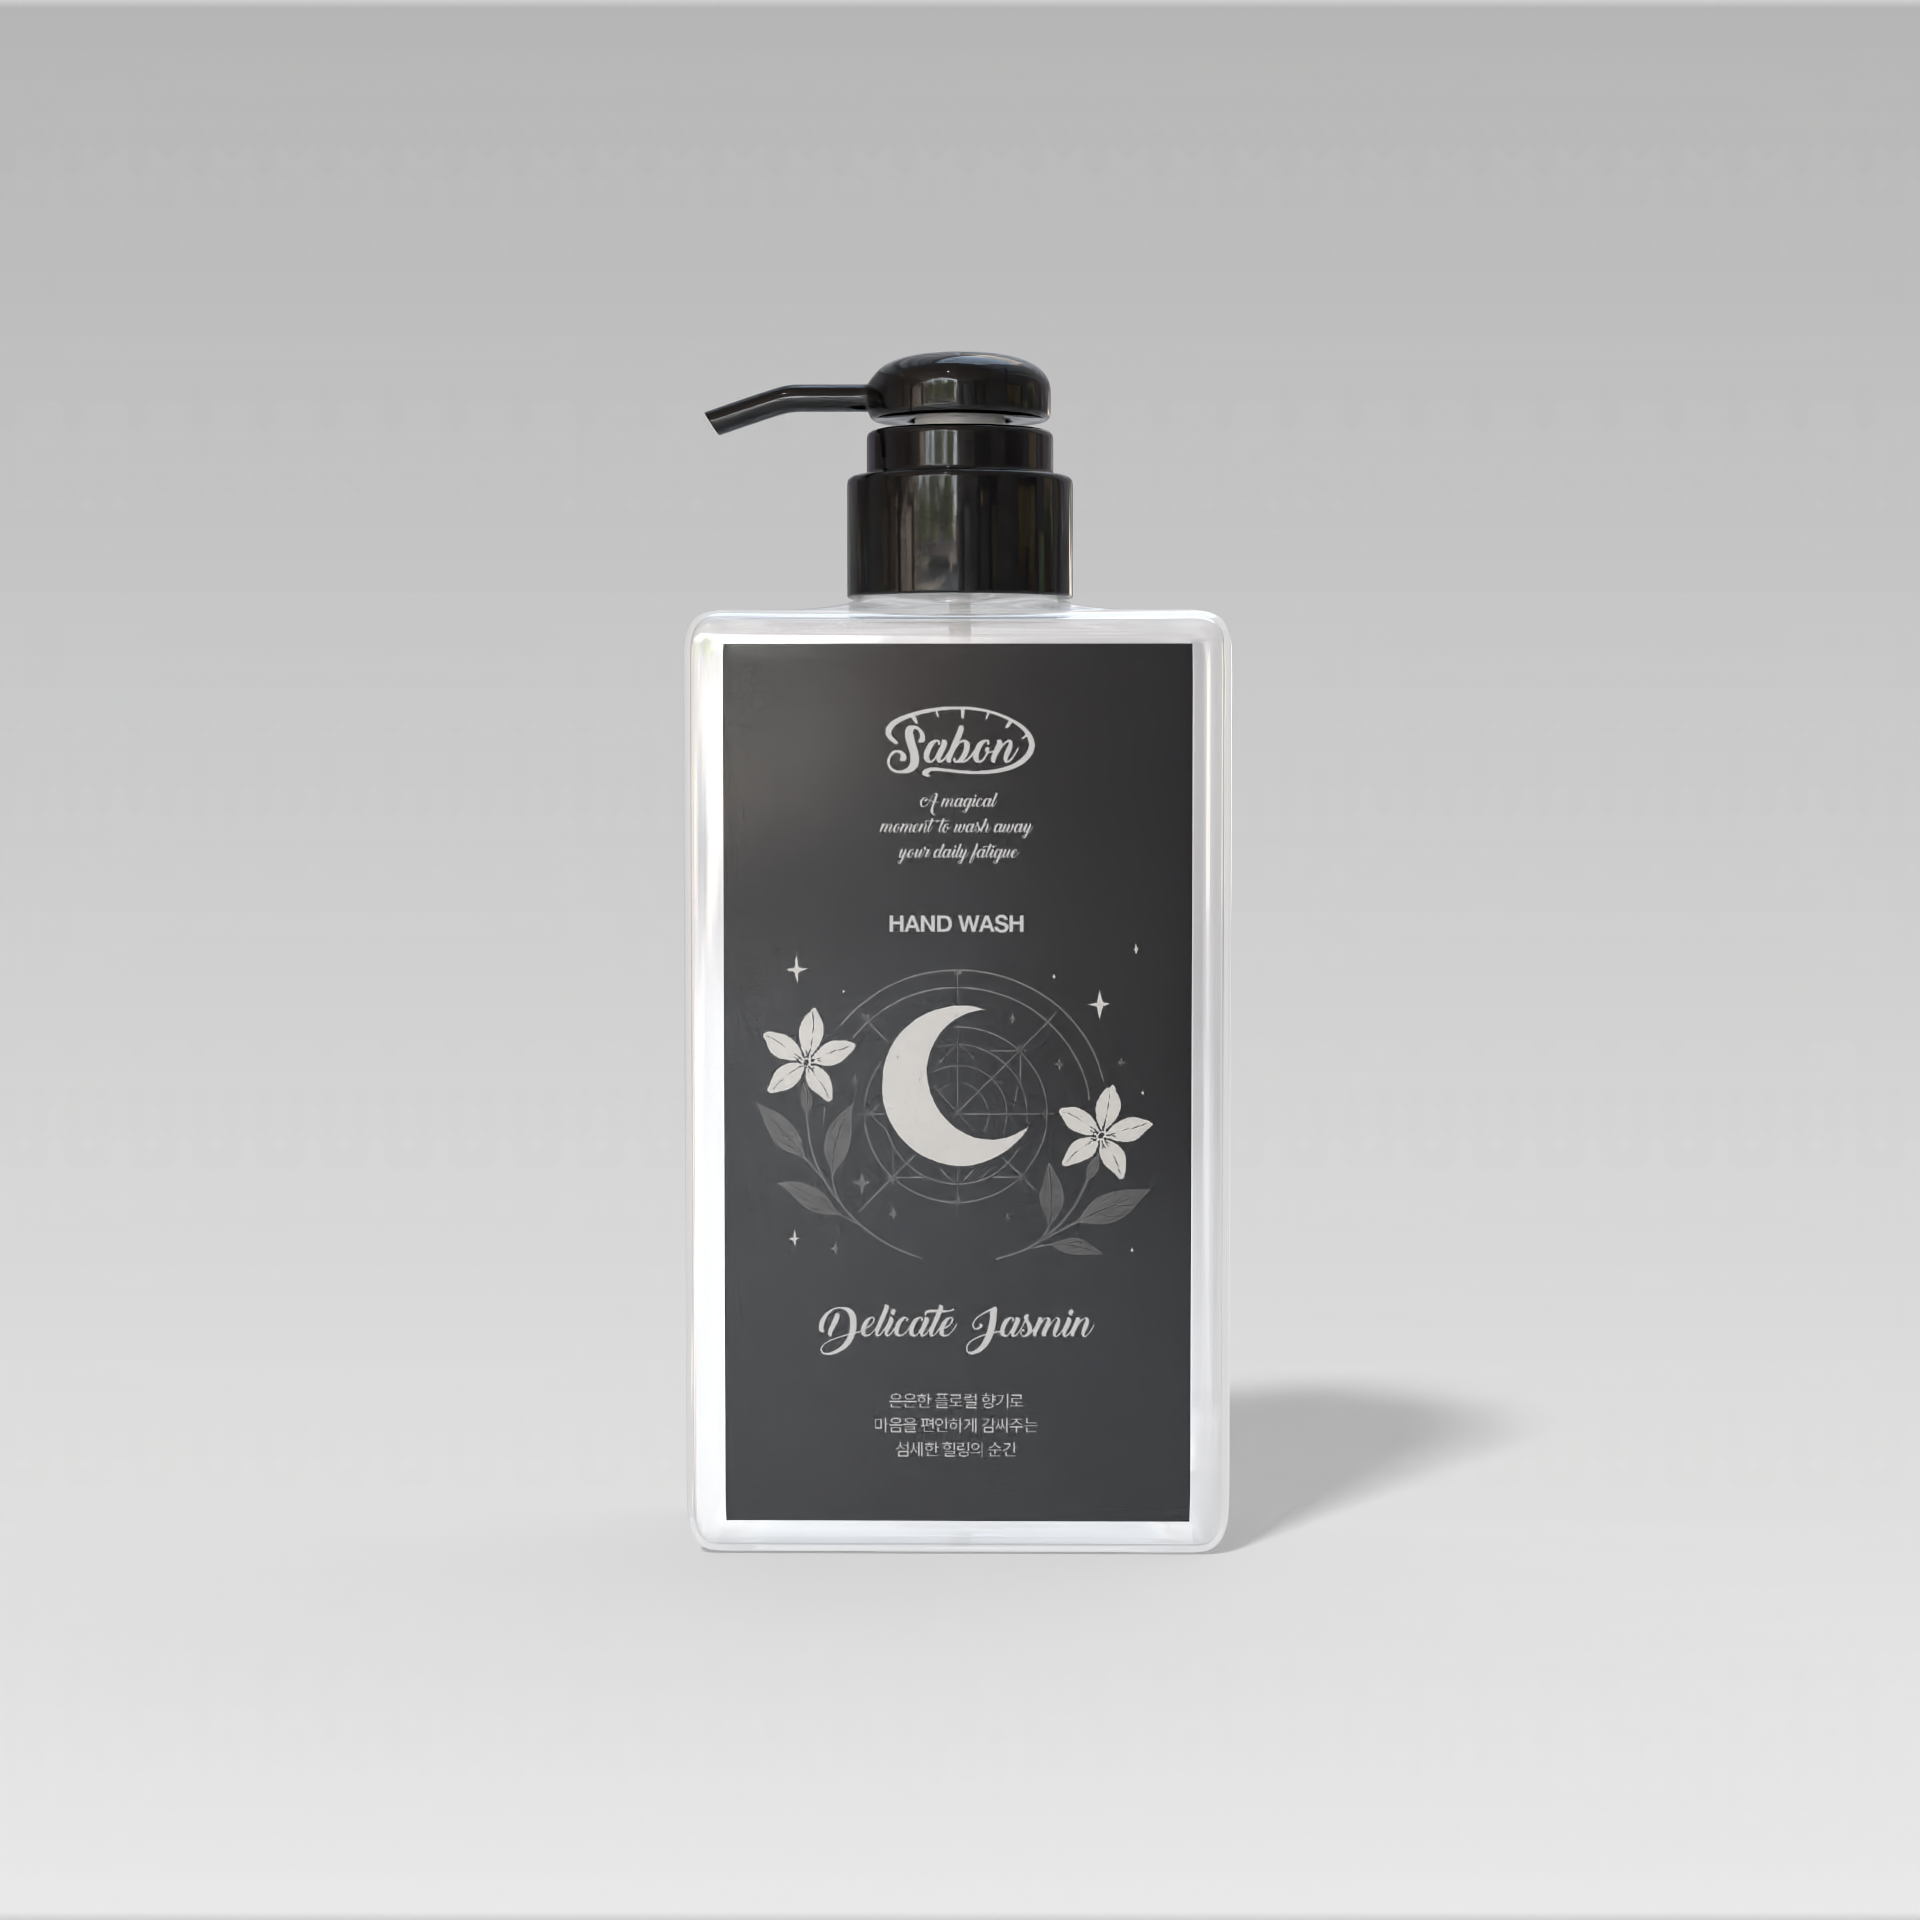 Sabon
A magical
moment to wash away
your daily fatigue
HAND WASH
Delicate Jasmin
은은한 플로럴 향기로
마음을 편안하게 감싸주는
섬세한 힐링의 순간